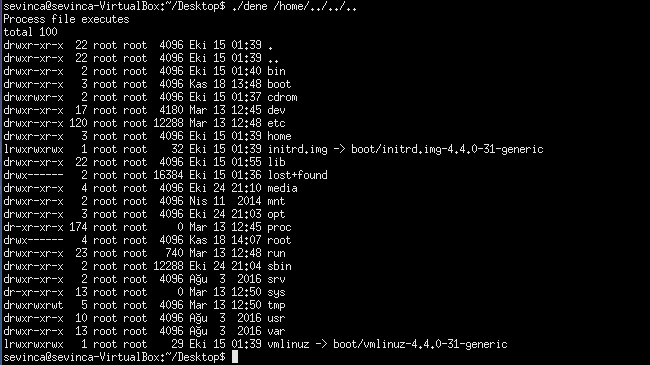 sevinca@sevinca-VirtualBox:~/Desktop$ ./dene /home/../../..
Process file executes
total 100
drwxr-xr-x  22 root root  4096 Eki 15 01:39 .
drwxr-xr-x  22 root root  4096 Eki 15 01:39 ..
drwxr-xr-x   2 root root  4096 Eki 15 01:40 bin
drwxr-xr-x   3 root root  4096 Kas 18 13:48 boot
drwxrwxr-x   2 root root  4096 Eki 15 01:37 cdrom
drwxr-xr-x  17 root root  4180 Mar 13 12:45 dev
drwxr-xr-x 120 root root 12288 Mar 13 12:48 etc
drwxr-xr-x   3 root root  4096 Eki 15 01:39 home
lrwxrwxrwx   1 root root    32 Eki 15 01:39 initrd.img -> boot/initrd.img-4.4.0-31-generic
drwxr-xr-x  22 root root  4096 Eki 15 01:55 lib
drwx------   2 root root 16384 Eki 15 01:36 lost+found
drwxr-xr-x   4 root root  4096 Eki 24 21:10 media
drwxr-xr-x   2 root root  4096 Nis 11  2014 mnt
drwxr-xr-x   3 root root  4096 Eki 24 21:03 opt
dr-xr-xr-x 174 root root     0 Mar 13 12:45 proc
drwx------   4 root root  4096 Kas 18 14:07 root
drwxr-xr-x  23 root root   740 Mar 13 12:48 run
drwxr-xr-x   2 root root 12288 Eki 24 21:04 sbin
drwxr-xr-x   2 root root  4096 Ağu  3  2016 srv
dr-xr-xr-x  13 root root     0 Mar 13 12:50 sys
drwxrwxrwt   5 root root  4096 Mar 13 12:50 tmp
drwxr-xr-x  10 root root  4096 Ağu  3  2016 usr
drwxr-xr-x  13 root root  4096 Ağu  3  2016 var
lrwxrwxrwx   1 root root    29 Eki 15 01:39 vmlinuz -> boot/vmlinuz-4.4.0-31-generic
sevinca@sevinca-VirtualBox:~/Desktop$